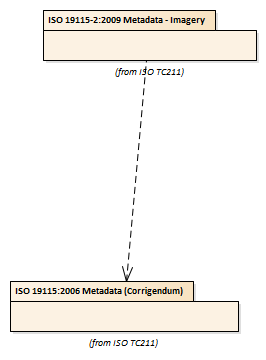 ISO 19115-2:2009 Metadata - Imagery
(from ISO TC211)
ISO 19115:2006 Metadata (Corrigendum)
(from ISO TC211)